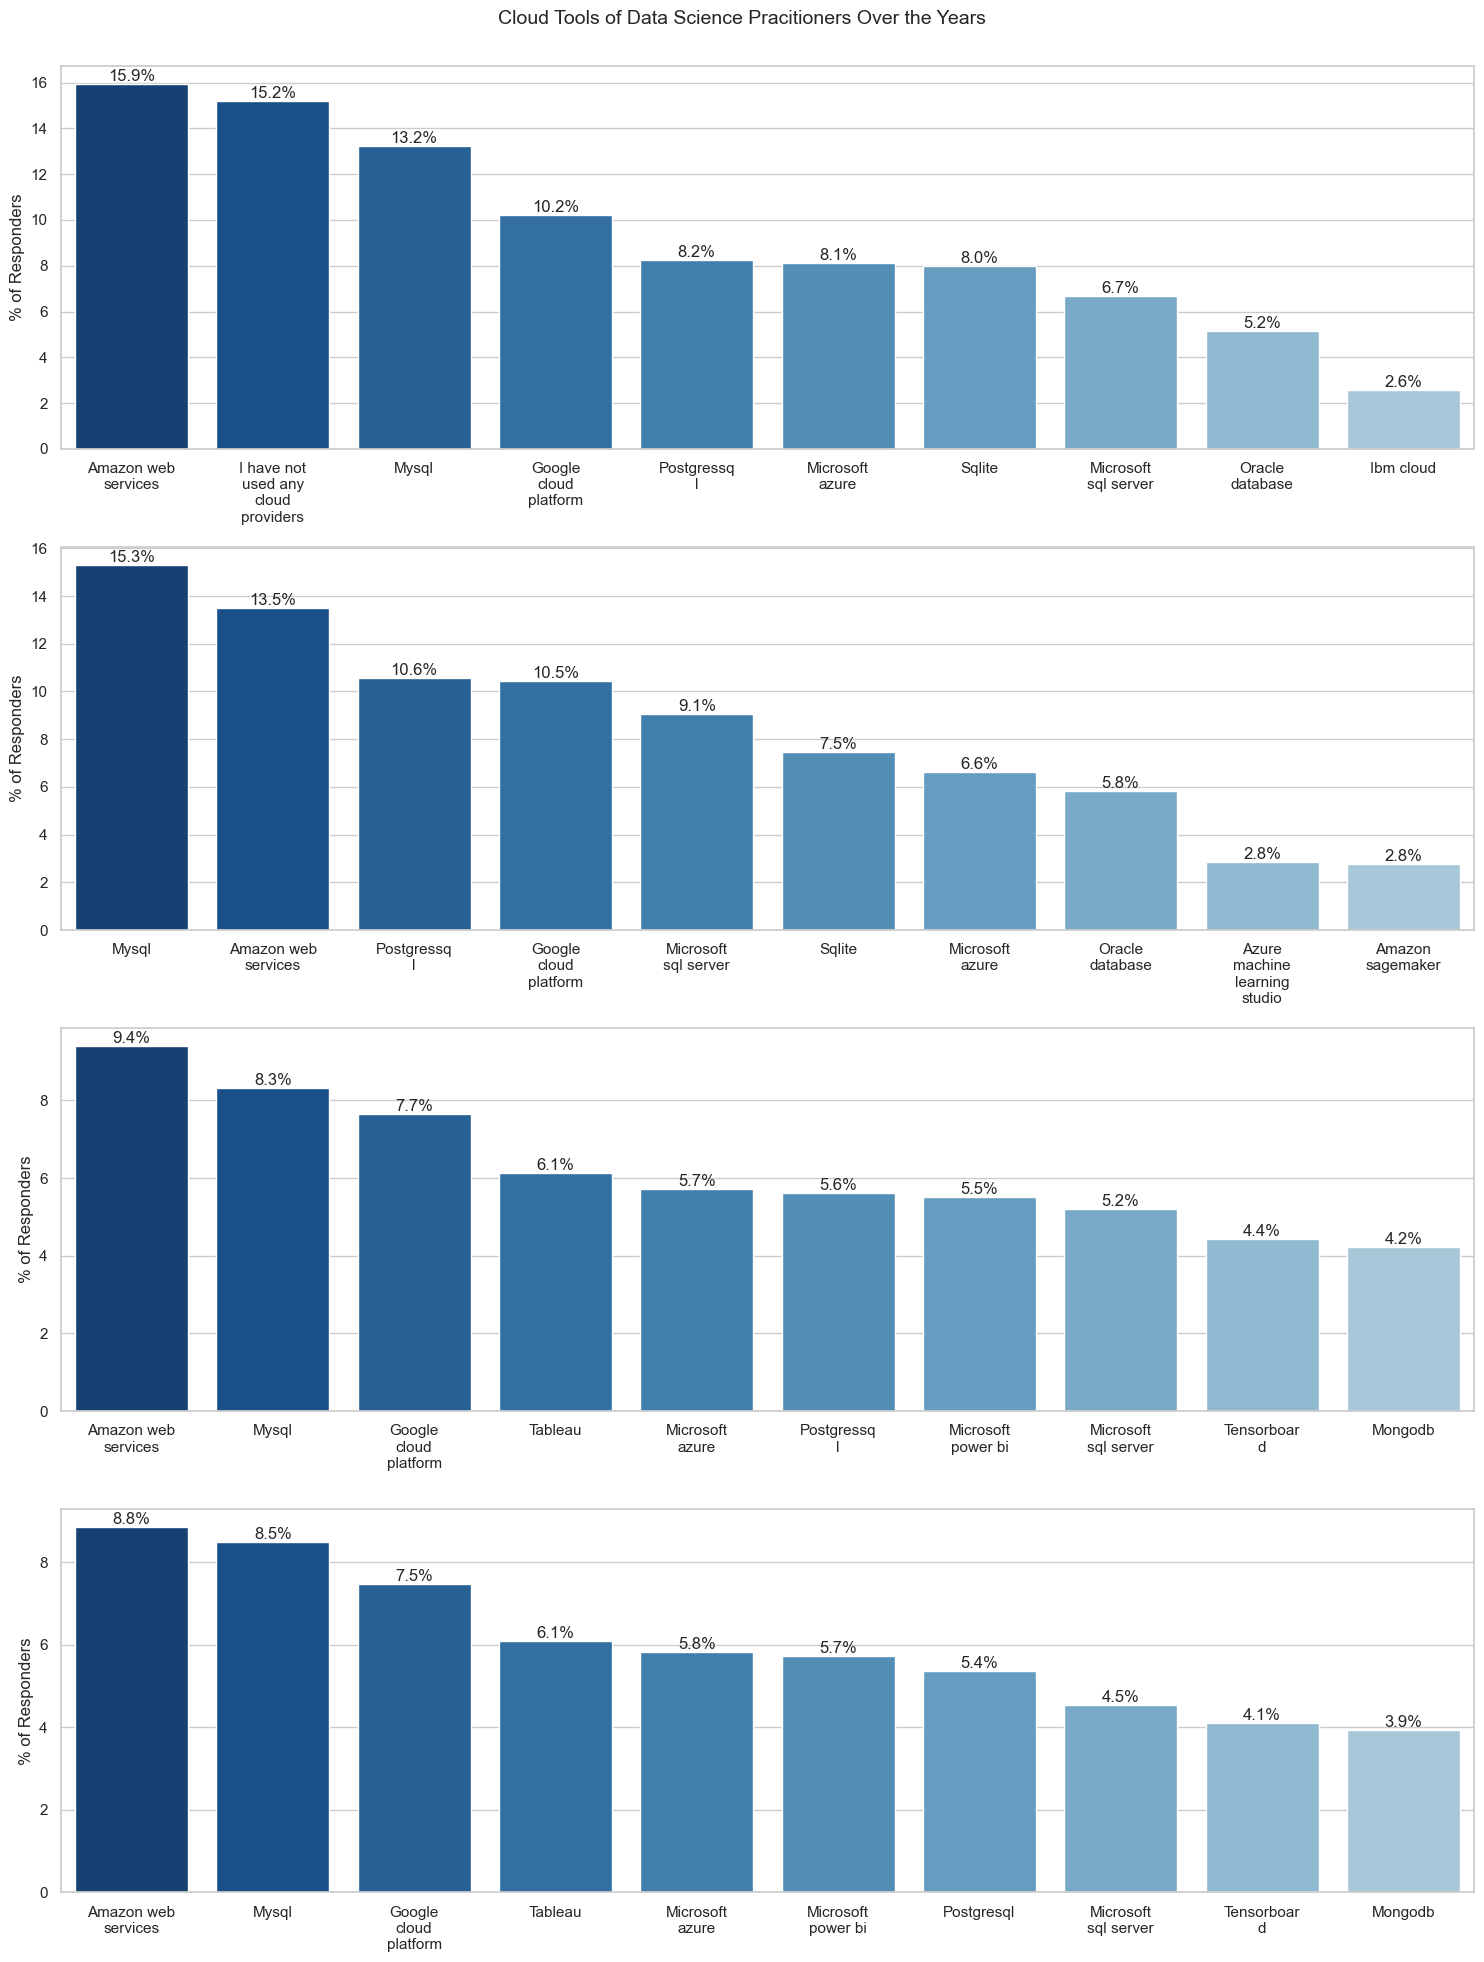 Cloud Tools of Data Science Pracitioners Over the Years
% of Responders
16
14
12
10
8
6
4
2
0
15.9%
15.2%
13.2%
10.2%
8.2%
8.1%
8.0%
6.7%
5.2%
2.6%
Amazon web
services
I have not
used any
cloud
providers
Mysql
Google
cloud
platform
Postgressq
l
Microsoft
azure
Sqlite
Microsoft
sql server
Oracle
database
Ibm cloud
% of Responders
16
14
12
10
8
6
4
2
0
15.3%
13.5%
10.6%
10.5%
9.1%
7.5%
6.6%
5.8%
2.8%
2.8%
Mysql
Amazon web
services
Postgressq
l
Google
cloud
platform
Microsoft
sql server
Sqlite
Microsoft
azure
Oracle
database
Azure
machine
learning
studio
Amazon
sagemaker
% of Responders
8
6
4
2
0
9.4%
8.3%
7.7%
6.1%
5.7%
5.6%
5.5%
5.2%
4.4%
4.2%
Amazon web
services
Mysql
Google
cloud
platform
Tableau
Microsoft
azure
Postgressq
l
Microsoft
power bi
Microsoft
sql server
Tensorboar
d
Mongodb
% of Responders
8
6
4
2
0
8.8%
8.5%
7.5%
6.1%
5.8%
5.7%
5.4%
4.5%
4.1%
3.9%
Amazon web
services
Mysql
Google
cloud
platform
Tableau
Microsoft
azure
Microsoft
power bi
Postgresql
Microsoft
sql server
Tensorboar
d
Mongodb